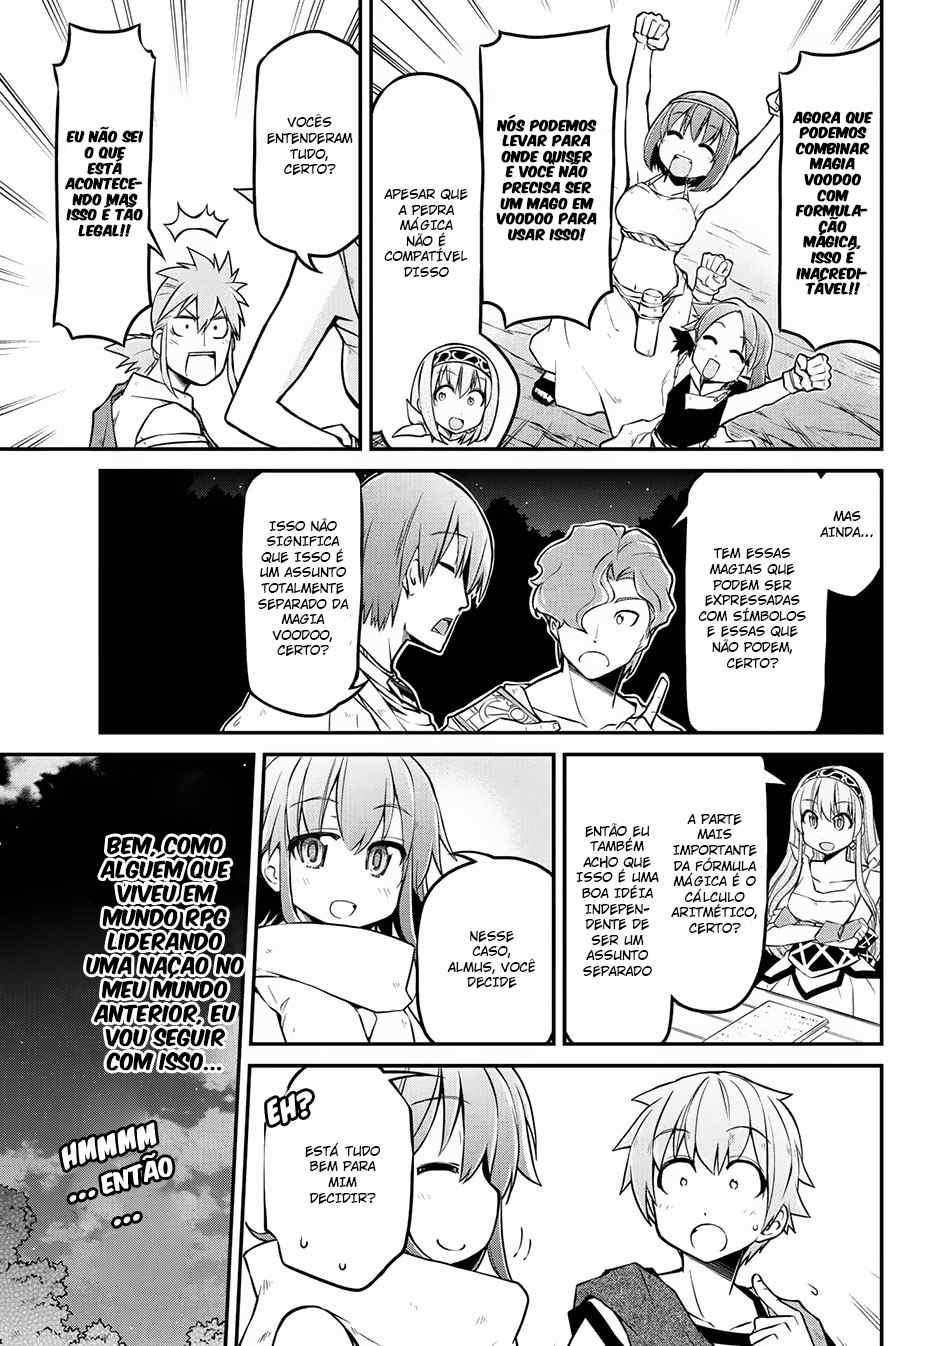 AGORA QUE
PODEMOS
COMBINAR
MAGIA
VOODOO
COM
FORMULA-
ÇÃO
MÁGICA,
ISSO É
INACREDI-
TÁVEL!!
NÓS PODEMOS
LEVAR PARA
ONDE QUISER
E VOCÊ NÃO
PRECISA SER
UM MAGO EM
VOODOO PARA
USAR ISSO!
APESAR QUE
A PEDRA
MÁGICA
NÃO É
COMPATÍVEL
DISSO
VOCÊS
ENTENDERAM
TUDO,
CERTO?
EU NÃO SEI
O QUE
ESTÁ
ACONTECE-
NDO MAS
ISSO É TÃO
LEGAL!!
MAS
AINDA...
TEM ESSAS
MAGIAS QUE
PODEM SER
EXPRESSADAS
COM SÍMBOLOS
E ESSAS QUE
NÃO PODEM,
CERTO?
ISSO NÃO
SIGNIFICA
QUE ISSO É
UM ASSUNTO
TOTALMENTE
SEPARADO DA
MAGIA
VOODOO,
CERTO?
A PARTE
MAIS
IMPORTANTE
DA FÓRMULA
MÁGICA É O
CÁLCULO
ARITMÉTICO,
CERTO?
ENTÃO EU
TAMBÉM
ACHO QUE
ISSO É UMA
BOA IDÉIA
INDEPEN-
DENTE DE
SER UM
ASSUNTO
SEPARADO
NESSE
CASO,
ALMUS, VOCÊ
DECIDE
BEM, COMO
ALGUEM QUE
VIVEU EM
MUNDO RPG
LIDERANDO
UMA NAÇÃO NO
MEU MUNDO
ANTERIOR, EU
VOU SEGUIR
COM ISSO...
EH?
ESTÁ TUDO
BEM PARA
MIM
DECIDIR?
HMMMM
... ENTÃO
...